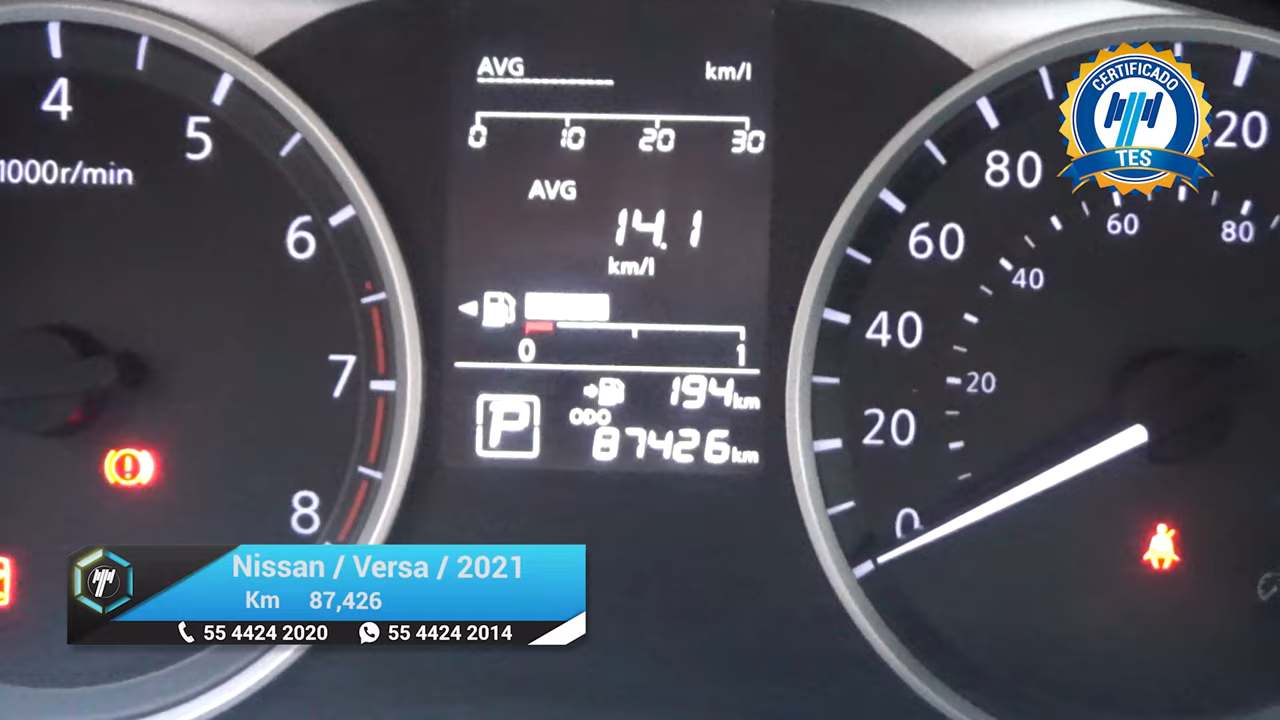 4
5
1000r/min
6
7
8
AVG km/l
0 10 20 30
AVG
14.1
km/l
0 1
194km
P
ODO
87426km
0
20
40
60
80
20
20
40
60
80
CERTIFICADO
TES
Nissan / Versa / 2021
Km 87,426
55 4424 2020 55 4424 2014